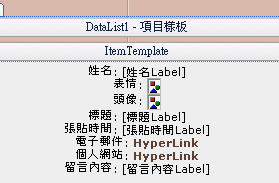 DataList1 - 項目樣板
ItemTemplate
姓名: [姓名Label]
表情:
頭像:
標題: [標題Label]
張貼時間: [張貼時間Label]
電子郵件: HyperLink
個人網站: HyperLink
留言內容: [留言內容Label]